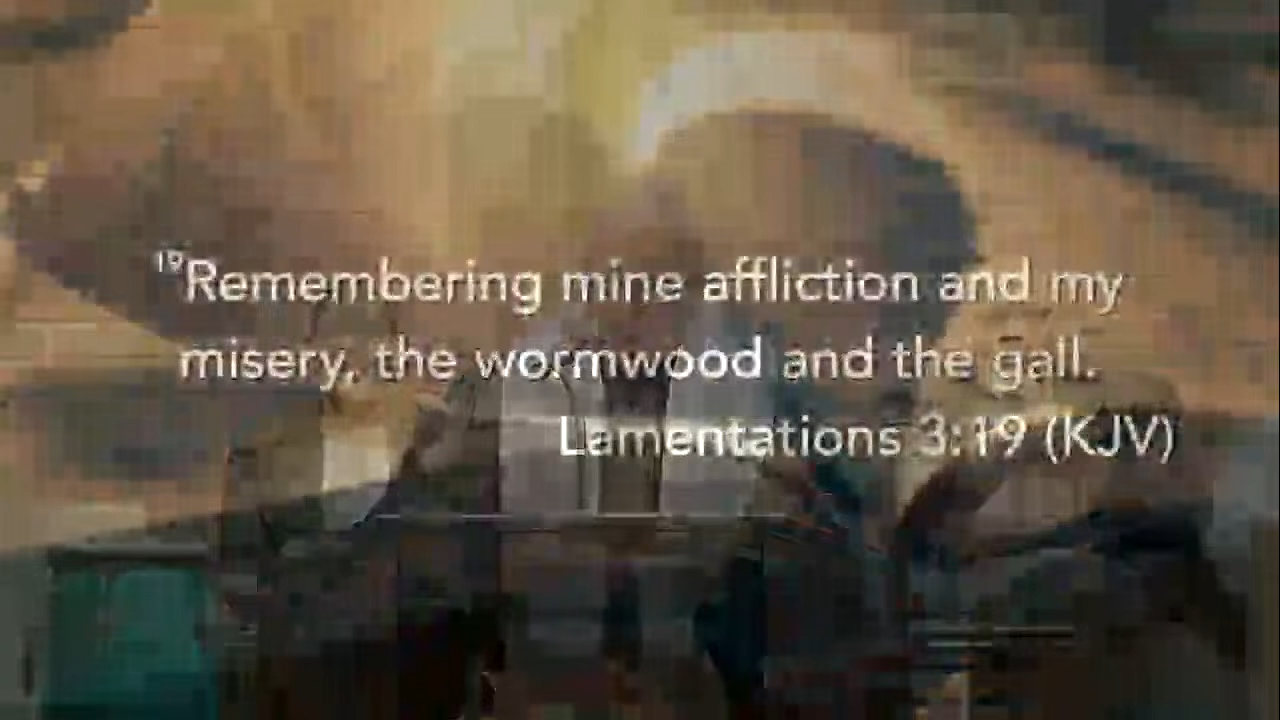 ¹⁹Remembering mine affliction and my
misery, the wormwood and the gall.
Lamentations 3:19 (KJV)